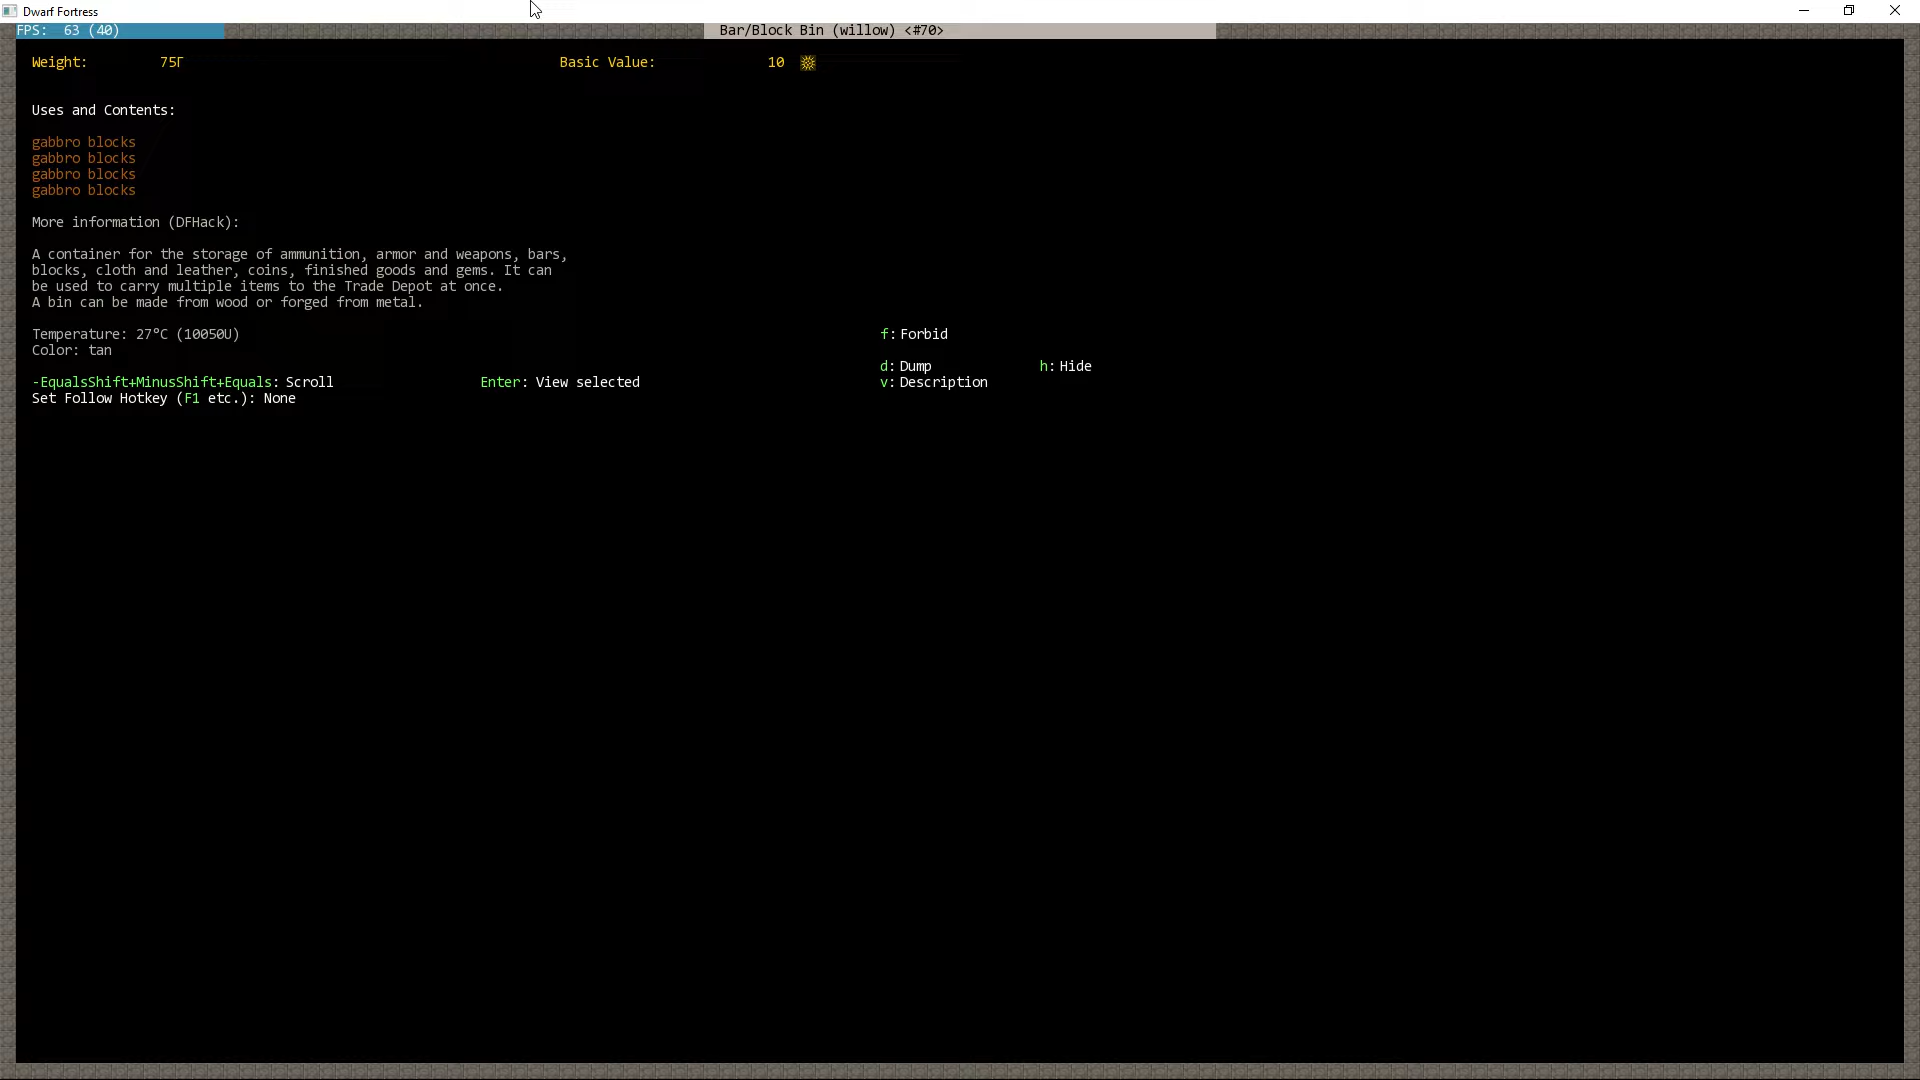 Dwarf Fortress
FPS: 63 (40)
Bar/Block Bin (willow) <#70>
Weight: 75Γ Basic Value: 10 ☼
Uses and Contents:
gabbro blocks
gabbro blocks
gabbro blocks
gabbro blocks
More information (DFHack):
A container for the storage of ammunition, armor and weapons, bars,
blocks, cloth and leather, coins, finished goods and gems. It can
be used to carry multiple items to the Trade Depot at once.
A bin can be made from wood or forged from metal.
Temperature: 27°C (10050U) f: Forbid
Color: tan
d: Dump h: Hide
-EqualsShift+MinusShift+Equals: Scroll Enter: View selected v: Description
Set Follow Hotkey (F1 etc.): None